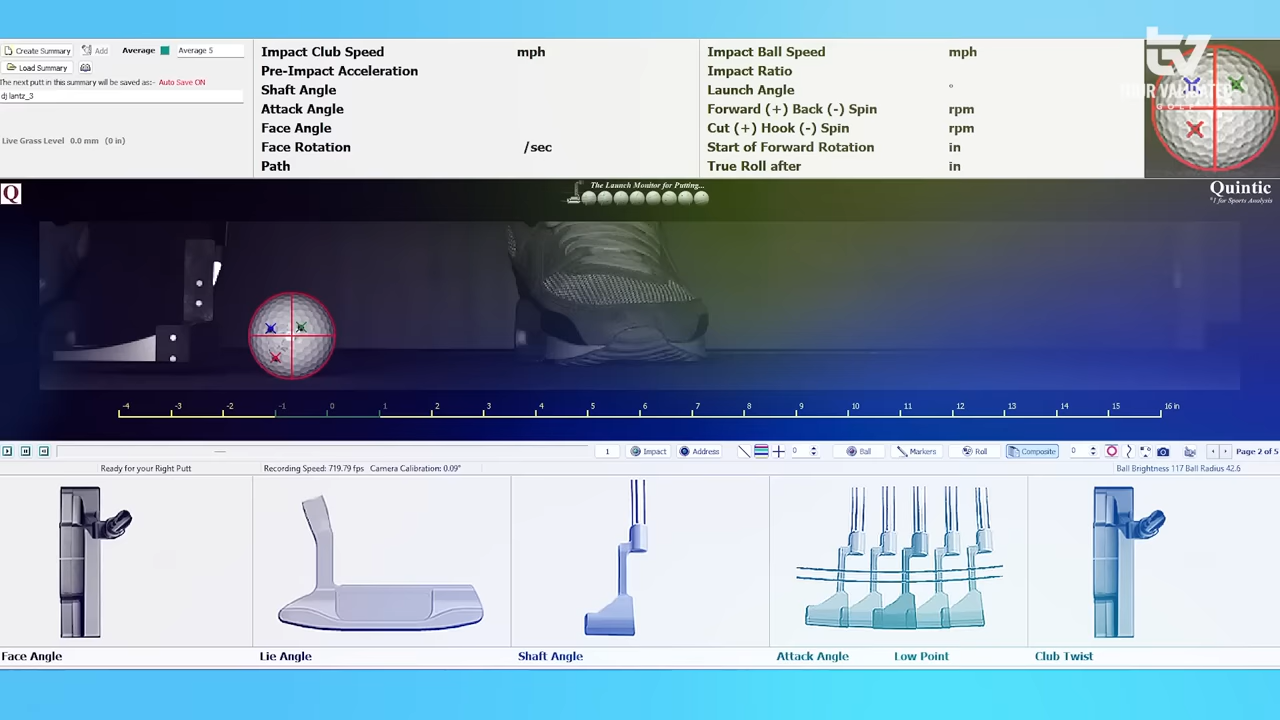 Create Summary Add Average Average 5
Load Summary
The next putt in this summary will be saved as:- Auto Save ON
dj lantz_3
Live Grass Level 0.0 mm (0 in)
Impact Club Speed mph
Pre-Impact Acceleration
Shaft Angle
Attack Angle
Face Angle
Face Rotation /sec
Path
Impact Ball Speed mph
Impact Ratio
Launch Angle °
Forward (+) Back (-) Spin rpm
Cut (+) Hook (-) Spin rpm
Start of Forward Rotation in
True Roll after in
OUR VALIDATED
GOLF
Q
The Launch Monitor for Putting...
Quintic
#1 for Sports Analysis
-4 -3 -2 -1 0 1 2 3 4 5 6 7 8 9 10 11 12 13 14 15 16 in
1 Impact Address 0 Ball Markers Roll Composite 0 Page 2 of 5
Ready for your Right Putt Recording Speed: 719.79 fps Camera Calibration: 0.09° Ball Brightness 117 Ball Radius 42.6
Face Angle Lie Angle Shaft Angle Attack Angle Low Point Club Twist